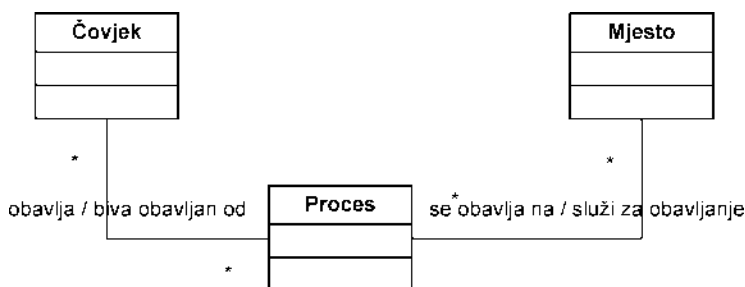 Čovjek
Mjesto
*
*
obavlja / biva obavljan od
Proces
se obavlja na / služi za obavljanje
*
*